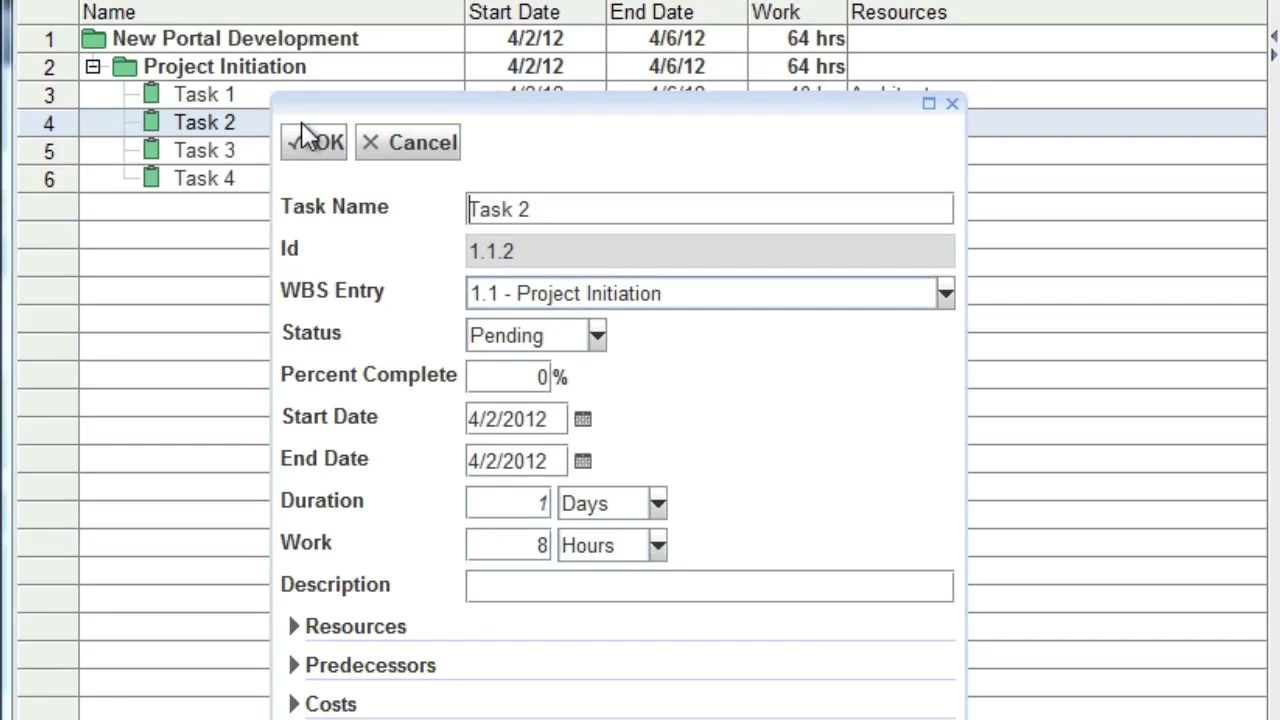 Name Start Date End Date Work Resources
1 New Portal Development 4/2/12 4/6/12 64 hrs
2 Project Initiation 4/2/12 4/6/12 64 hrs
3 Task 1
4 Task 2
5 Task 3
6 Task 4
OK Cancel
Task Name Task 2
Id 1.1.2
WBS Entry 1.1 - Project Initiation
Status Pending
Percent Complete 0 %
Start Date 4/2/2012
End Date 4/2/2012
Duration 1 Days
Work 8 Hours
Description
Resources
Predecessors
Costs